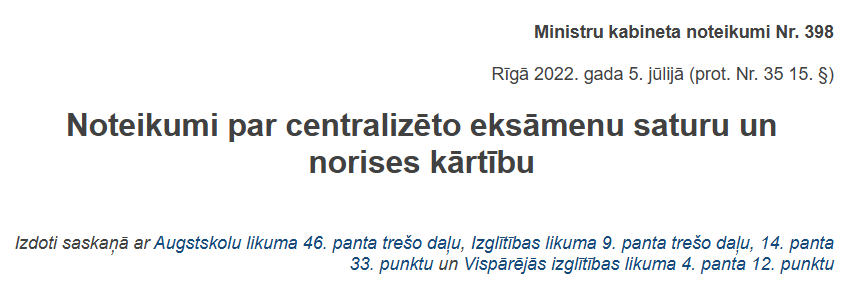 Ministru kabineta noteikumi Nr. 398
Rīgā 2022. gada 5. jūlijā (prot. Nr. 35 15. §)
Noteikumi par centralizēto eksāmenu saturu un
norises kārtību
Izdoti saskaņā ar Augstskolu likuma 46. panta trešo daļu, Izglītības likuma 9. panta trešo daļu, 14. panta
33. punktu un Vispārējās izglītības likuma 4. panta 12. punktu